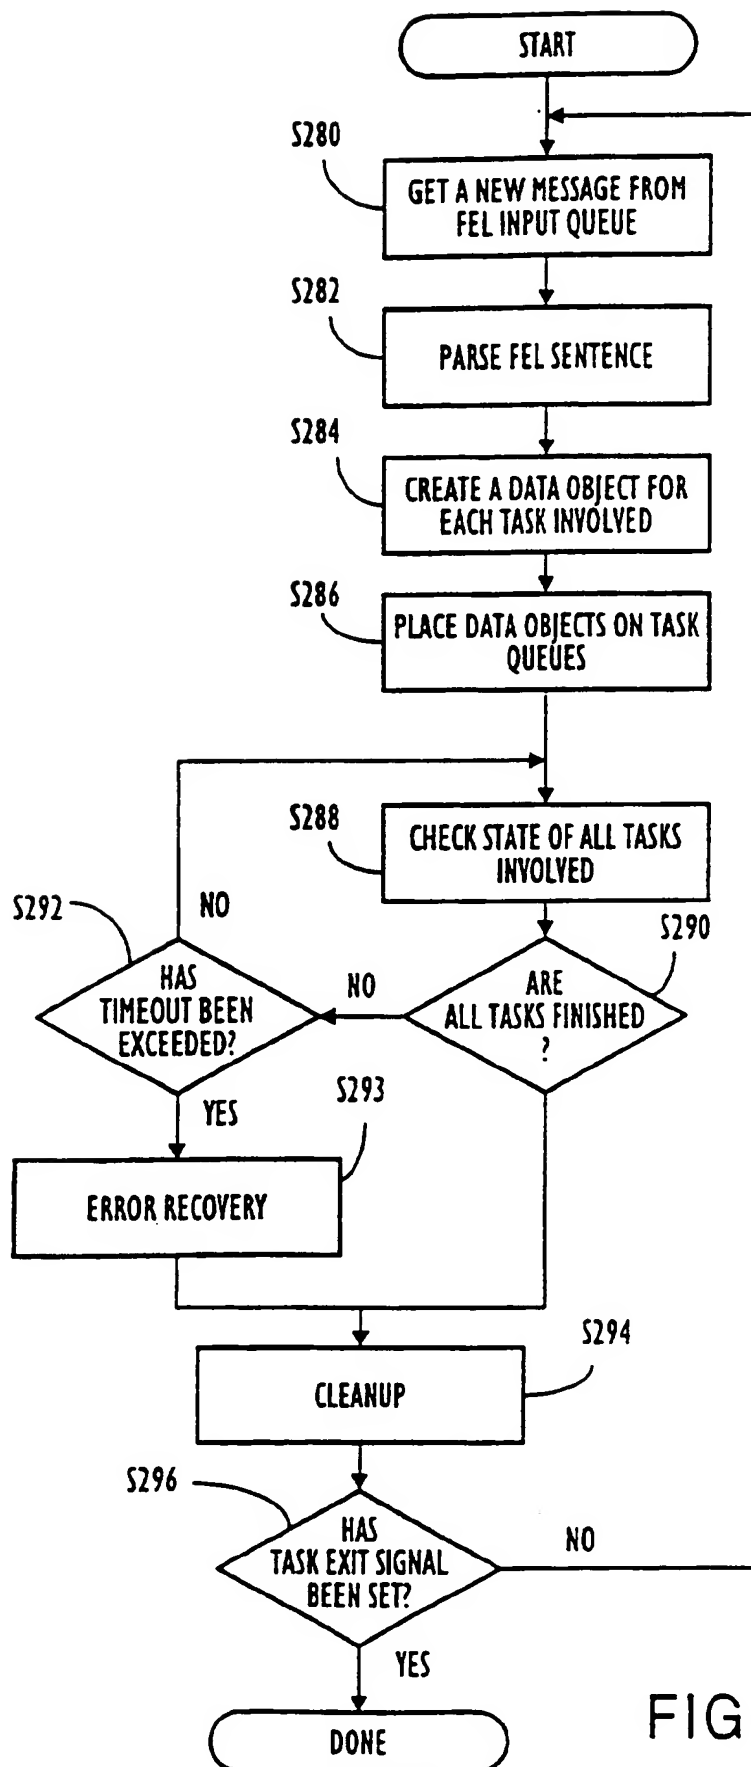 START
S280
GET A NEW MESSAGE FROM
FEL INPUT QUEUE
S282
PARSE FEL SENTENCE
S284
CREATE A DATA OBJECT FOR
EACH TASK INVOLVED
S286
PLACE DATA OBJECTS ON TASK
QUEUES
S288
CHECK STATE OF ALL TASKS
INVOLVED
S292
NO
HAS
TIMEOUT BEEN
EXCEEDED?
NO
S290
ARE
ALL TASKS FINISHED
?
YES
S293
ERROR RECOVERY
S294
CLEANUP
S296
HAS
TASK EXIT SIGNAL
BEEN SET?
NO
YES
DONE
FIG